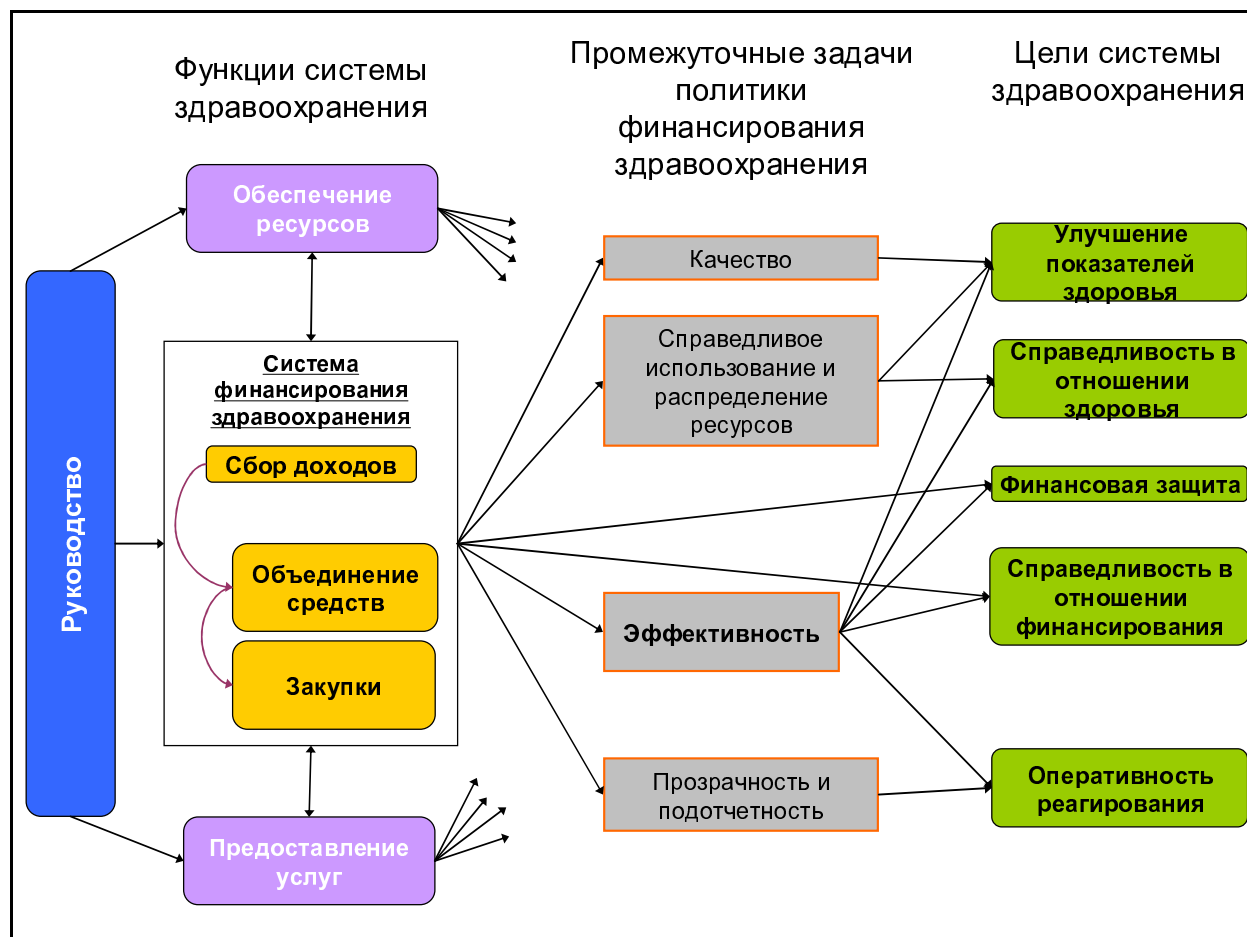 Функции системы
здравоохранения
Промежуточные задачи
политики
финансирования
здравоохранения
Цели системы
здравоохранения
Руководство
Обеспечение
ресурсов
Система
финансирования
здравоохранения
Сбор доходов
Объединение
средств
Закупки
Предоставление
услуг
Качество
Справедливое
использование и
распределение
ресурсов
Эффективность
Прозрачность и
подотчетность
Улучшение
показателей
здоровья
Справедливость в
отношении
здоровья
Финансовая защита
Справедливость в
отношении
финансирования
Оперативность
реагирования